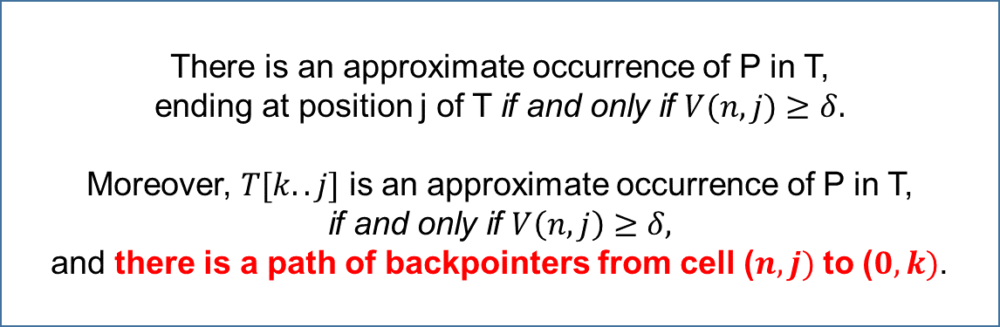 There is an approximate occurrence of P in T,
ending at position j of T if and only if V(n, j) ≥ δ.
Moreover, T[k. . j] is an approximate occurrence of P in T,
if and only if V(n, j) ≥ δ,
and there is a path of backpointers from cell (n, j) to (0, k).